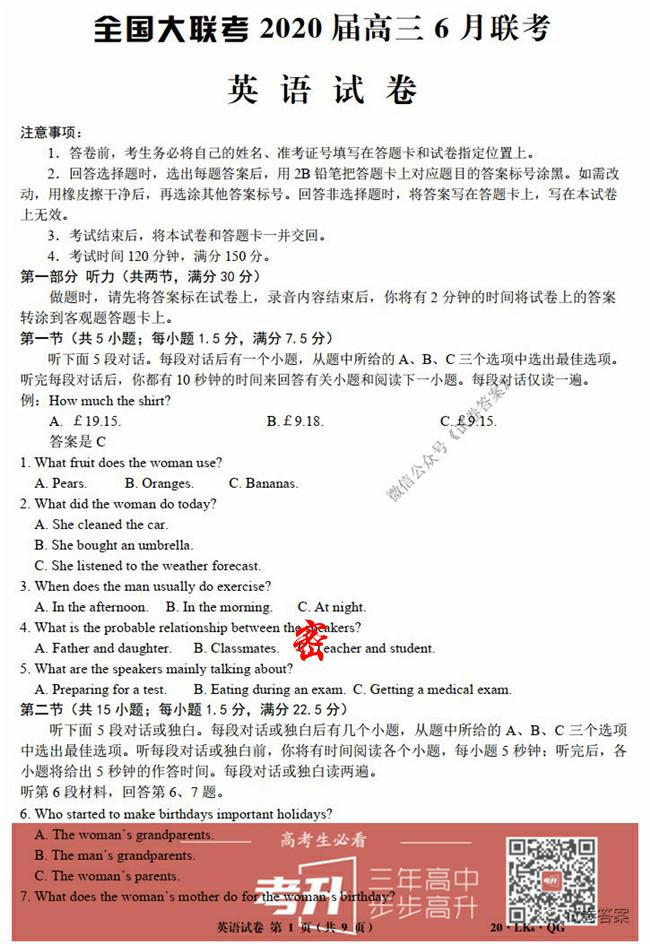 全国大联考 2020 届高三 6 月联考
英 语 试 卷
注意事项：
1．答卷前，考生务必将自己的姓名、准考证号填写在答题卡和试卷指定位置上。
2．回答选择题时，选出每题答案后，用 2B 铅笔把答题卡上对应题目的答案标号涂黑。如需改
动，用橡皮擦干净后，再选涂其他答案标号。回答非选择题时，将答案写在答题卡上，写在本试卷
上无效。
3．考试结束后，将本试卷和答题卡一并交回。
4．考试时间 120 分钟，满分 150 分。
第一部分 听力（共两节，满分 30 分）
做题时，请先将答案标在试卷上，录音内容结束后，你将有 2 分钟的时间将试卷上的答案
转涂到客观题答题卡上。
第一节（共 5 小题；每小题 1.5 分，满分 7.5 分）
听下面 5 段对话。每段对话后有一个小题，从题中所给的 A、B、C 三个选项中选出最佳选项。
听完每段对话后，你都有 10 秒钟的时间来回答有关小题和阅读下一小题。每段对话仅读一遍。
例：How much the shirt?
A. ￡19.15. B.￡9.18. C.￡9.15.
答案是 C
微信公众号《试卷答案》
1. What fruit does the woman use?
A. Pears. B. Oranges. C. Bananas.
2. What did the woman do today?
A. She cleaned the car.
B. She bought an umbrella.
C. She listened to the weather forecast.
3. When does the man usually do exercise?
A. In the afternoon. B. In the morning. C. At night.
4. What is the probable relationship between the speakers?
A. Father and daughter. B. Classmates. C. Teacher and student.
密
5. What are the speakers mainly talking about?
A. Preparing for a test. B. Eating during an exam. C. Getting a medical exam.
第二节（共 15 小题；每小题 1.5 分，满分 22.5 分）
听下面 5 段对话或独白。每段对话或独白后有几个小题，从题中所给的 A、B、C 三个选项
中选出最佳选项。听每段对话或独白前，你将有时间阅读各个小题，每小题 5 秒钟；听完后，各
小题将给出 5 秒钟的作答时间。每段对话或独白读两遍。
听第 6 段材料，回答第 6、7 题。
6. Who started to make birthdays important holidays?
A. The woman's grandparents.
B. The man's grandparents.
C. The woman's parents.
7. What does the woman's mother do for the woman's birthday?
高考生必看
考升
三年高中
步步高升
考升
试卷答案
英语试卷 第 1 页（共 9 页）
20·LK6·QG